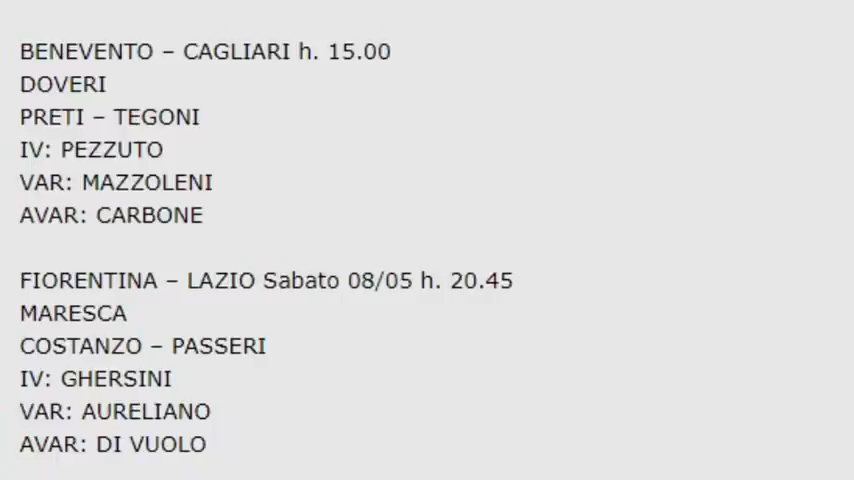 BENEVENTO – CAGLIARI h. 15.00
DOVERI
PRETI – TEGONI
IV: PEZZUTO
VAR: MAZZOLENI
AVAR: CARBONE
FIORENTINA – LAZIO Sabato 08/05 h. 20.45
MARESCA
COSTANZO – PASSERI
IV: GHERSINI
VAR: AURELIANO
AVAR: DI VUOLO